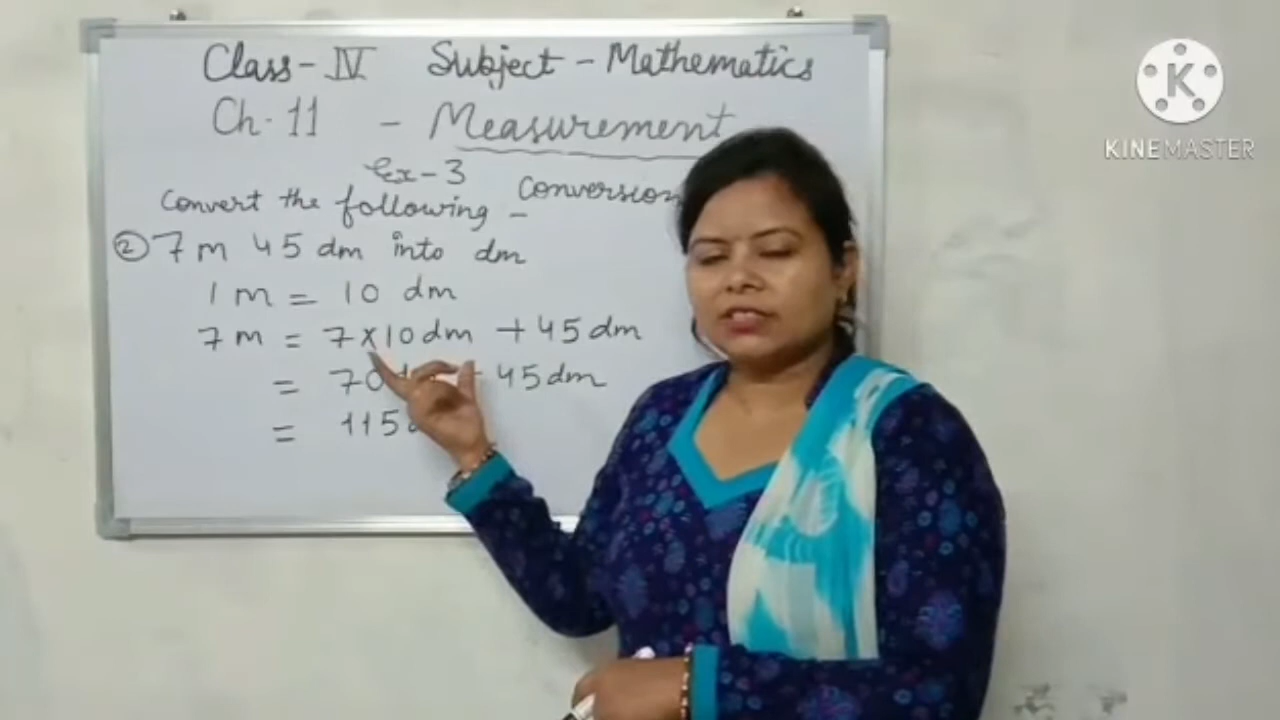 Class - IV Subject - Mathematics
Ch. 11 - Measurement
Ex - 3
Convert the following - Conversion
② 7 m 45 dm into dm
1 m = 10 dm
7 m = 7 x 10 dm + 45 dm
= 70 45 dm
= 115
K
KINEMASTER